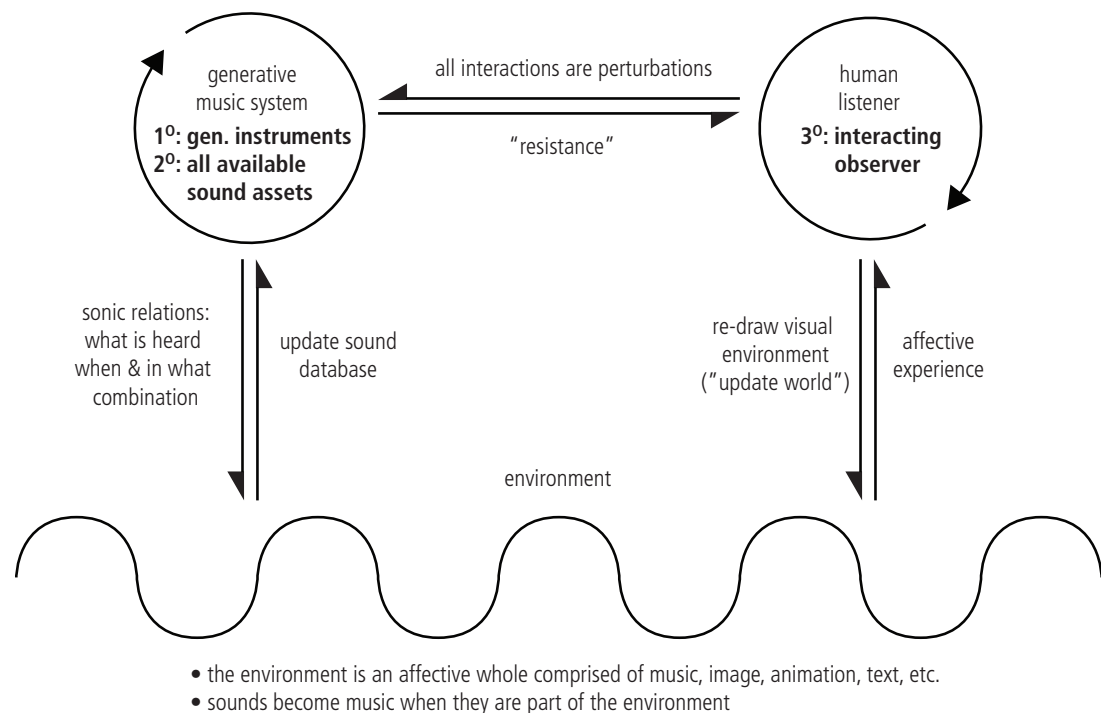 generative
music system
1⁰: gen. instruments
2⁰: all available
sound assets
all interactions are perturbations
"resistance"
human
listener
3⁰: interacting
observer
sonic relations:
what is heard
when & in what
combination
update sound
database
re-draw visual
environment
("update world")
affective
experience
environment
• the environment is an affective whole comprised of music, image, animation, text, etc.
• sounds become music when they are part of the environment